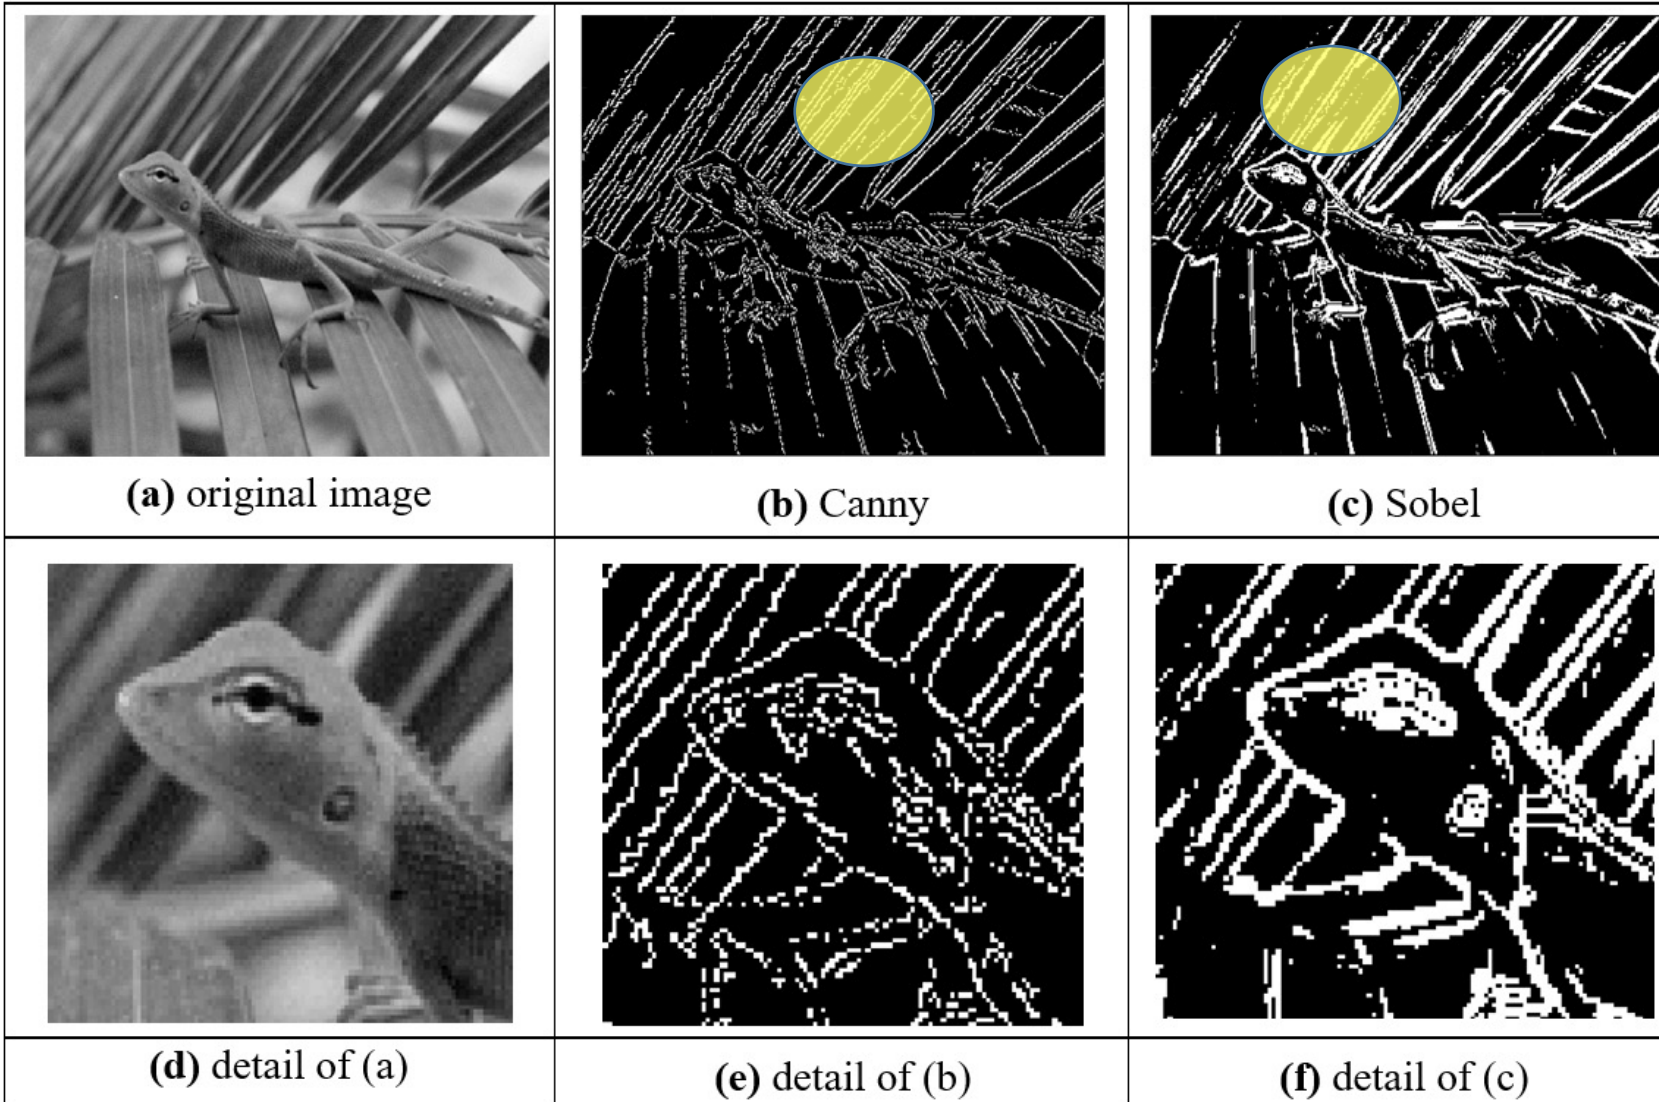 (a) original image
(b) Canny
(c) Sobel
(d) detail of (a)
(e) detail of (b)
(f) detail of (c)